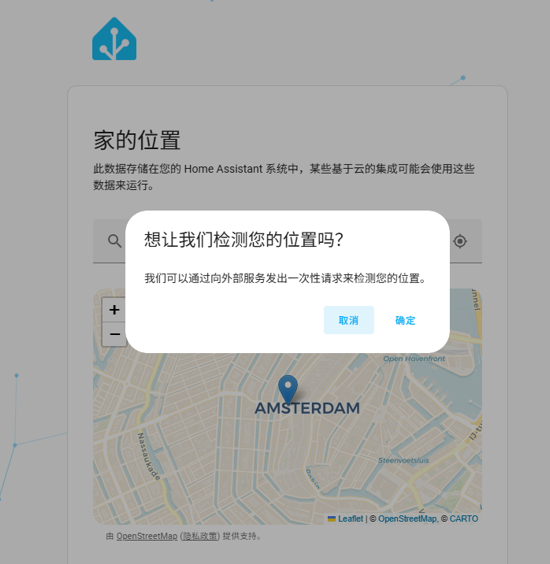 家的位置
此数据存储在您的 Home Assistant 系统中，某些基于云的集成可能会使用这些
数据来运行。
想让我们检测您的位置吗？
我们可以通过向外部服务发出一次性请求来检测您的位置。
取消
确定
+
−
Open Havenfront
AMSTERDAM
Nassaukade
Steenvoetsluis
Leaflet | © OpenStreetMap, © CARTO
由 OpenStreetMap (隐私政策) 提供支持。